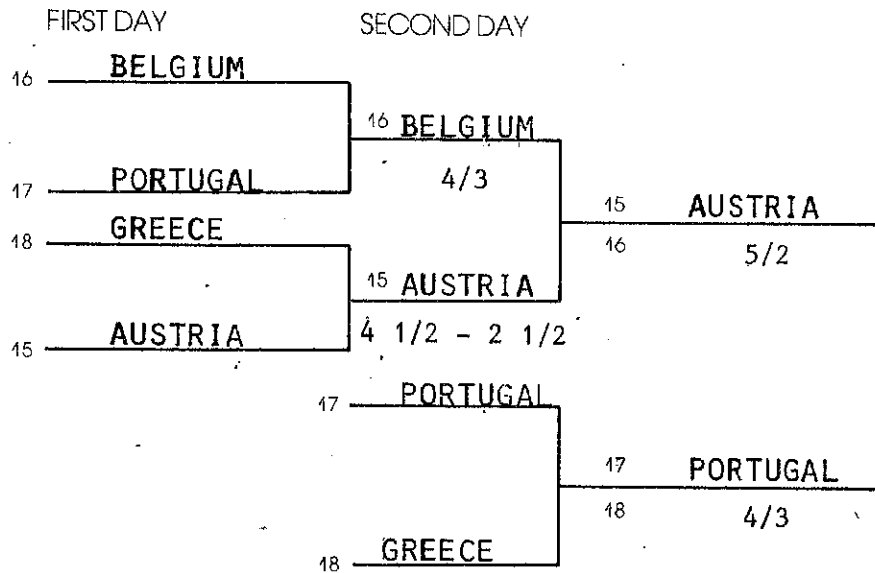 FIRST DAY SECOND DAY
16 BELGIUM
16 BELGIUM
4/3
17 PORTUGAL
18 GREECE
15 AUSTRIA
16 5/2
15 AUSTRIA
4 1/2 - 2 1/2
15 AUSTRIA
17 PORTUGAL
17 PORTUGAL
18 4/3
18 GREECE